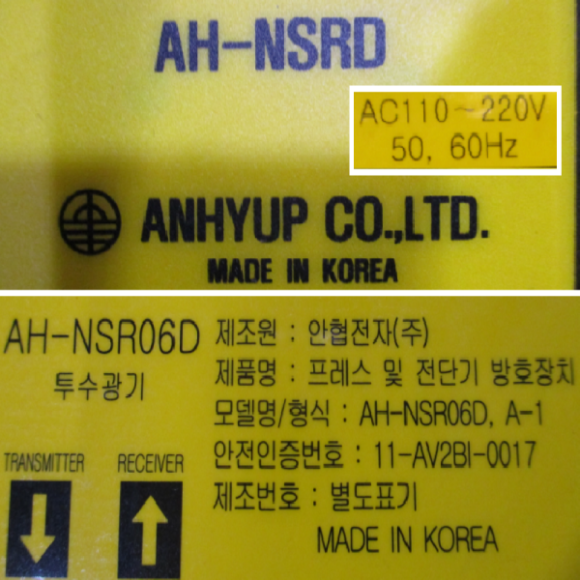 AH-NSRD
AC110~220V
50, 60Hz
ANHYUP CO.,LTD.
MADE IN KOREA
AH-NSR06D
투수광기
TRANSMITTER
RECEIVER
제조원 : 안협전자(주)
제품명 : 프레스 및 전단기 방호장치
모델명/형식 : AH-NSR06D, A-1
안전인증번호 : 11-AV2BI-0017
제조번호 : 별도표기
MADE IN KOREA